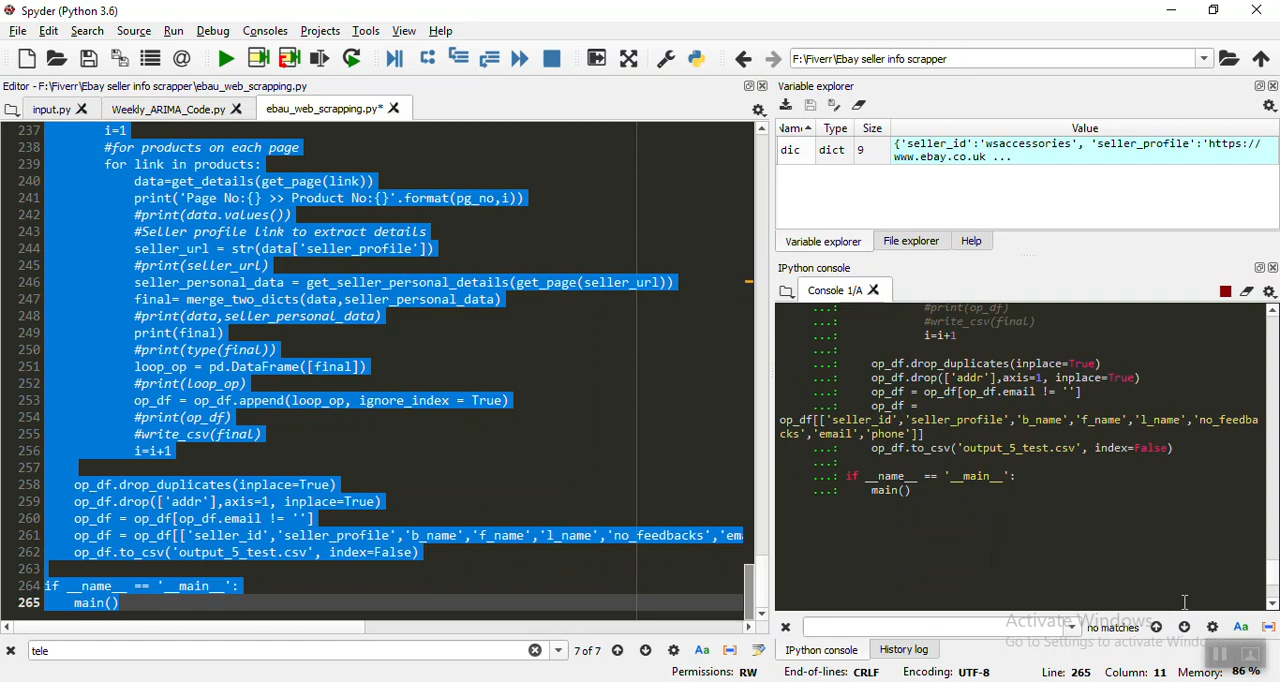 Spyder (Python 3.6)
File Edit Search Source Run Debug Consoles Projects Tools View Help
F:\Fiverr\Ebay seller info scrapper
Editor - F:\Fiverr\Ebay seller info scrapper\ebau_web_scrapping.py
input.py Weekly_ARIMA_Code.py ebau_web_scrapping.py*
237 i=1
238 #for products on each page
239 for link in products:
240 data=get_details(get_page(link))
241 print('Page No:{} >> Product No:{}'.format(pg_no,i))
242 #print(data.values())
243 #Seller profile link to extract details
244 seller_url = str(data['seller_profile'])
245 #print(seller_url)
246 seller_personal_data = get_seller_personal_details(get_page(seller_url))
247 final= merge_two_dicts(data,seller_personal_data)
248 #print(data,seller_personal_data)
249 print(final)
250 #print(type(final))
251 loop_op = pd.DataFrame([final])
252 #print(loop_op)
253 op_df = op_df.append(loop_op, ignore_index = True)
254 #print(op_df)
255 #write_csv(final)
256 i=i+1
257
258 op_df.drop_duplicates(inplace=True)
259 op_df.drop(['addr'],axis=1, inplace=True)
260 op_df = op_df[op_df.email != '']
261 op_df = op_df[['seller_id','seller_profile','b_name','f_name','l_name','no_feedbacks','em
262 op_df.to_csv('output_5_test.csv', index=False)
263
264 if __name__ == '__main__':
265 main()
tele 7 of 7 Aa
Variable explorer
Name Type Size Value
dic dict 9 {'seller_id':'wsaccessories', 'seller_profile':'https://
www.ebay.co.uk ...
Variable explorer File explorer Help
IPython console
Console 1/A
...: #print(op_df)
...: #write_csv(final)
...: i=i+1
...:
...: op_df.drop_duplicates(inplace=True)
...: op_df.drop(['addr'],axis=1, inplace=True)
...: op_df = op_df[op_df.email != '']
...: op_df =
op_df[['seller_id','seller_profile','b_name','f_name','l_name','no_feedba
cks','email','phone']]
...: op_df.to_csv('output_5_test.csv', index=False)
...:
...: if __name__ == '__main__':
...: main()
Activate Windows
no matches Aa
Go to Settings to activate Windo
IPython console History log
Permissions: RW End-of-lines: CRLF Encoding: UTF-8 Line: 265 Column: 11 Memory: 86 %